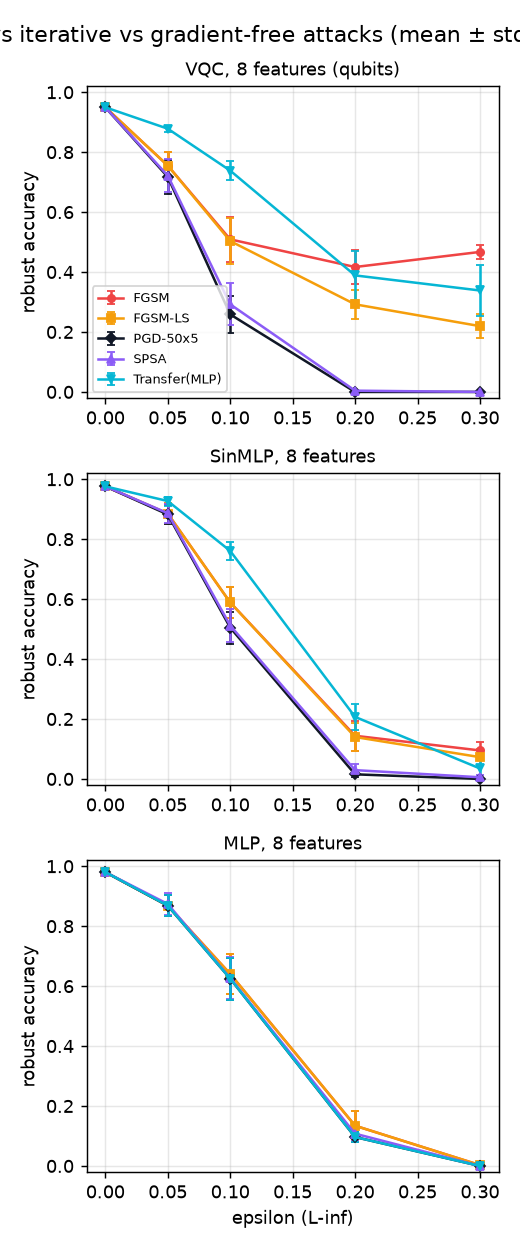 s iterative vs gradient-free attacks (mean ± std
VQC, 8 features (qubits)
1.0
0.8
0.6
0.4
0.2
0.0
robust accuracy
FGSM
FGSM-LS
PGD-50x5
SPSA
Transfer(MLP)
0.00 0.05 0.10 0.15 0.20 0.25 0.30
SinMLP, 8 features
1.0
0.8
0.6
0.4
0.2
0.0
robust accuracy
0.00 0.05 0.10 0.15 0.20 0.25 0.30
MLP, 8 features
1.0
0.8
0.6
0.4
0.2
0.0
robust accuracy
0.00 0.05 0.10 0.15 0.20 0.25 0.30
epsilon (L-inf)